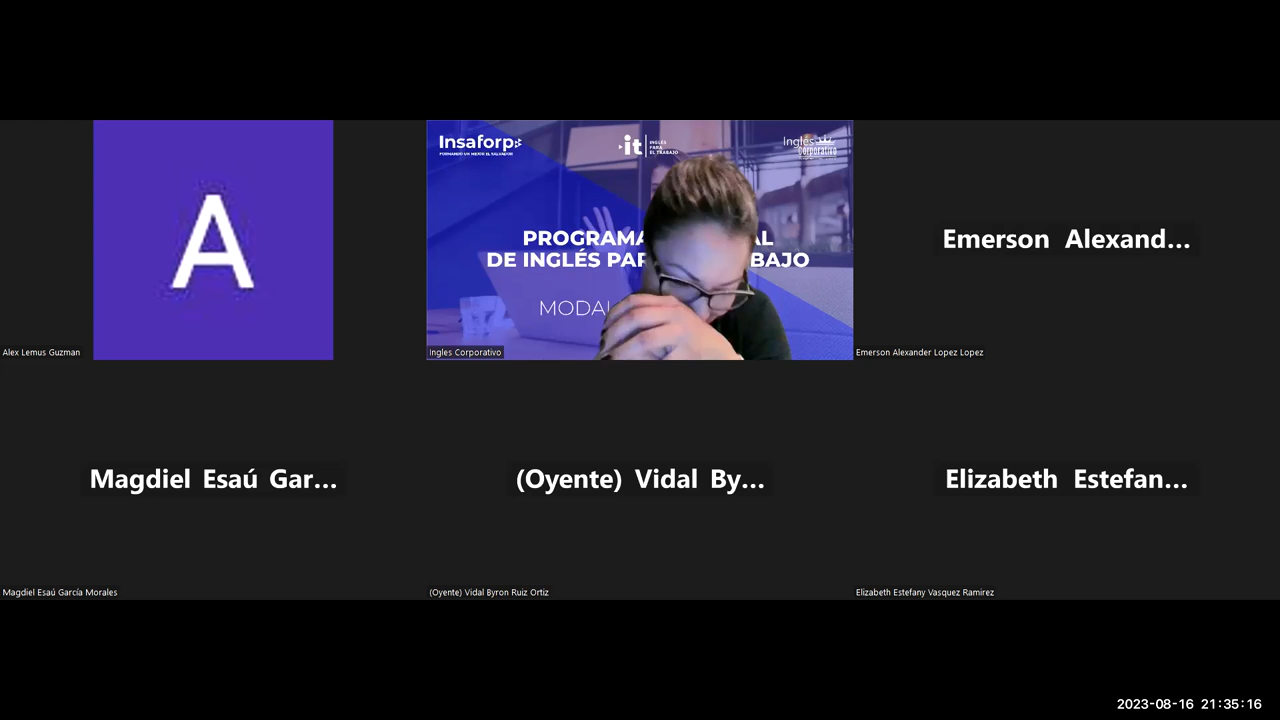 A
Alex Lemus Guzman
Insaforp
FORMANDO UN MEJOR EL SALVADOR
it
INGLÉS
PARA
EL TRABAJO
Inglés
corporativo
PROGRAMA AL
DE INGLÉS PAR BAJO
MODAL
Ingles Corporativo
Emerson Alexand...
Emerson Alexander Lopez Lopez
Magdiel Esaú Gar...
Magdiel Esaú García Morales
(Oyente) Vidal By...
(Oyente) Vidal Byron Ruiz Ortiz
Elizabeth Estefan...
Elizabeth Estefany Vasquez Ramirez
2023-08-16 21:35:16